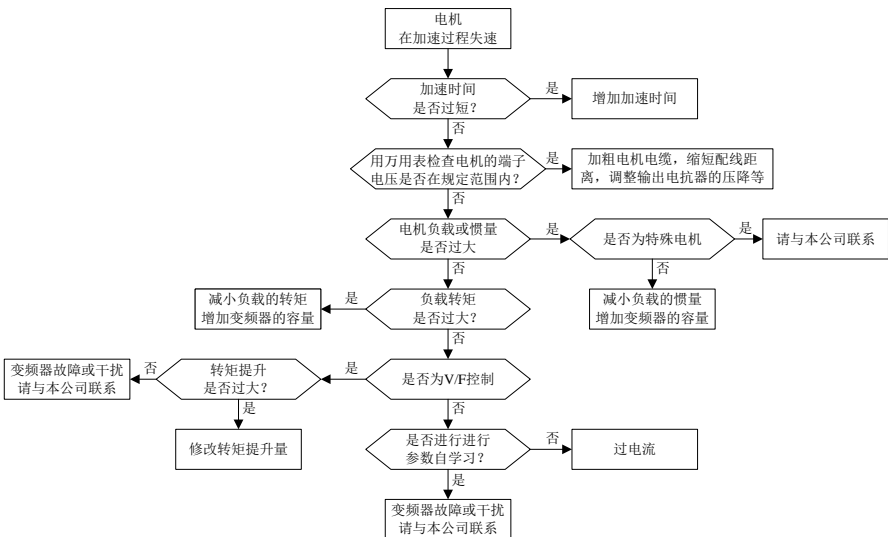 电机
在加速过程失速
加速时间
是否过短？
是
增加加速时间
否
用万用表检查电机的端子
电压是否在规定范围内？
是
加粗电机电缆，缩短配线距
离，调整输出电抗器的压降等
否
电机负载或惯量
是否过大
是
是否为特殊电机
是
请与本公司联系
否
否
减小负载的转矩
增加变频器的容量
是
负载转矩
是否过大？
减小负载的惯量
增加变频器的容量
否
变频器故障或干扰
请与本公司联系
否
转矩提升
是否过大？
是
是否为V/F控制
是
否
修改转矩提升量
是否进行进行
参数自学习？
否
过电流
是
变频器故障或干扰
请与本公司联系